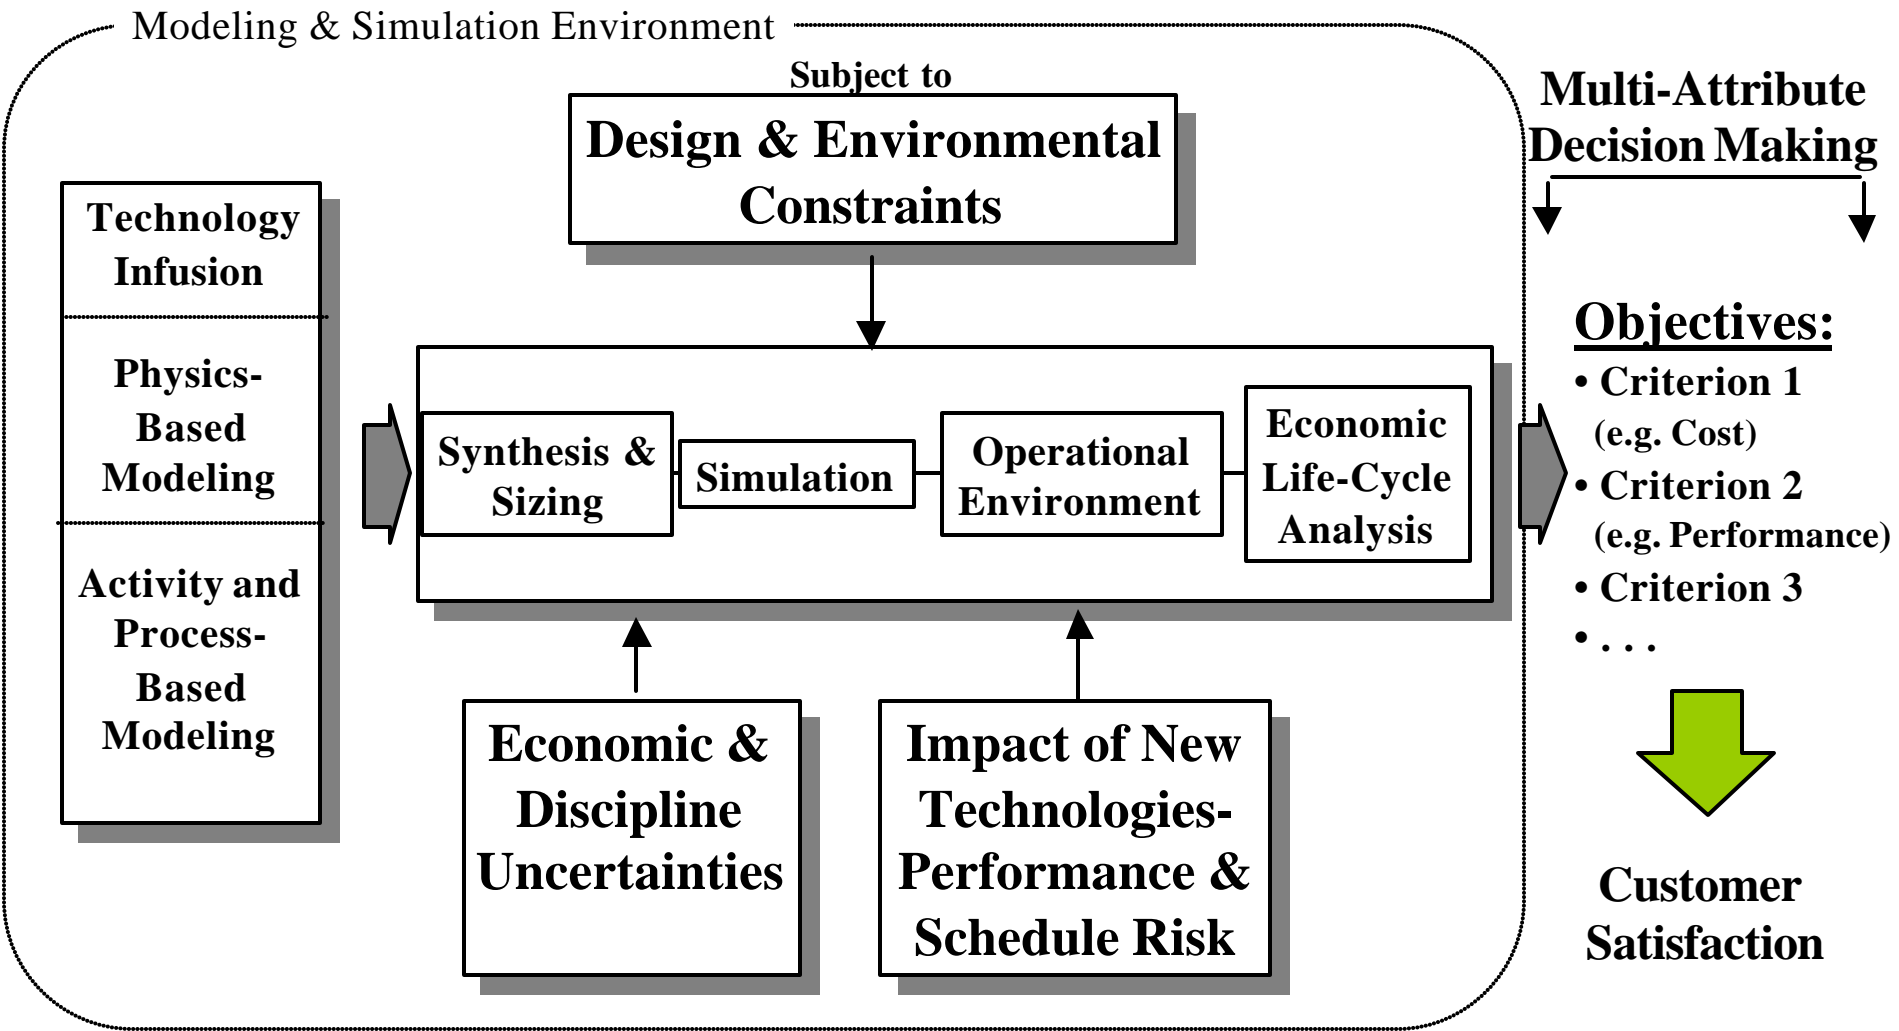 Modeling & Simulation Environment
Subject to
Design & Environmental
Constraints
Multi-Attribute
Decision Making
Technology
Infusion
Physics-
Based
Modeling
Activity and
Process-
Based
Modeling
Synthesis &
Sizing
Simulation
Operational
Environment
Economic
Life-Cycle
Analysis
Objectives:
• Criterion 1
(e.g. Cost)
• Criterion 2
(e.g. Performance)
• Criterion 3
• . . .
Economic &
Discipline
Uncertainties
Impact of New
Technologies-
Performance &
Schedule Risk
Customer
Satisfaction